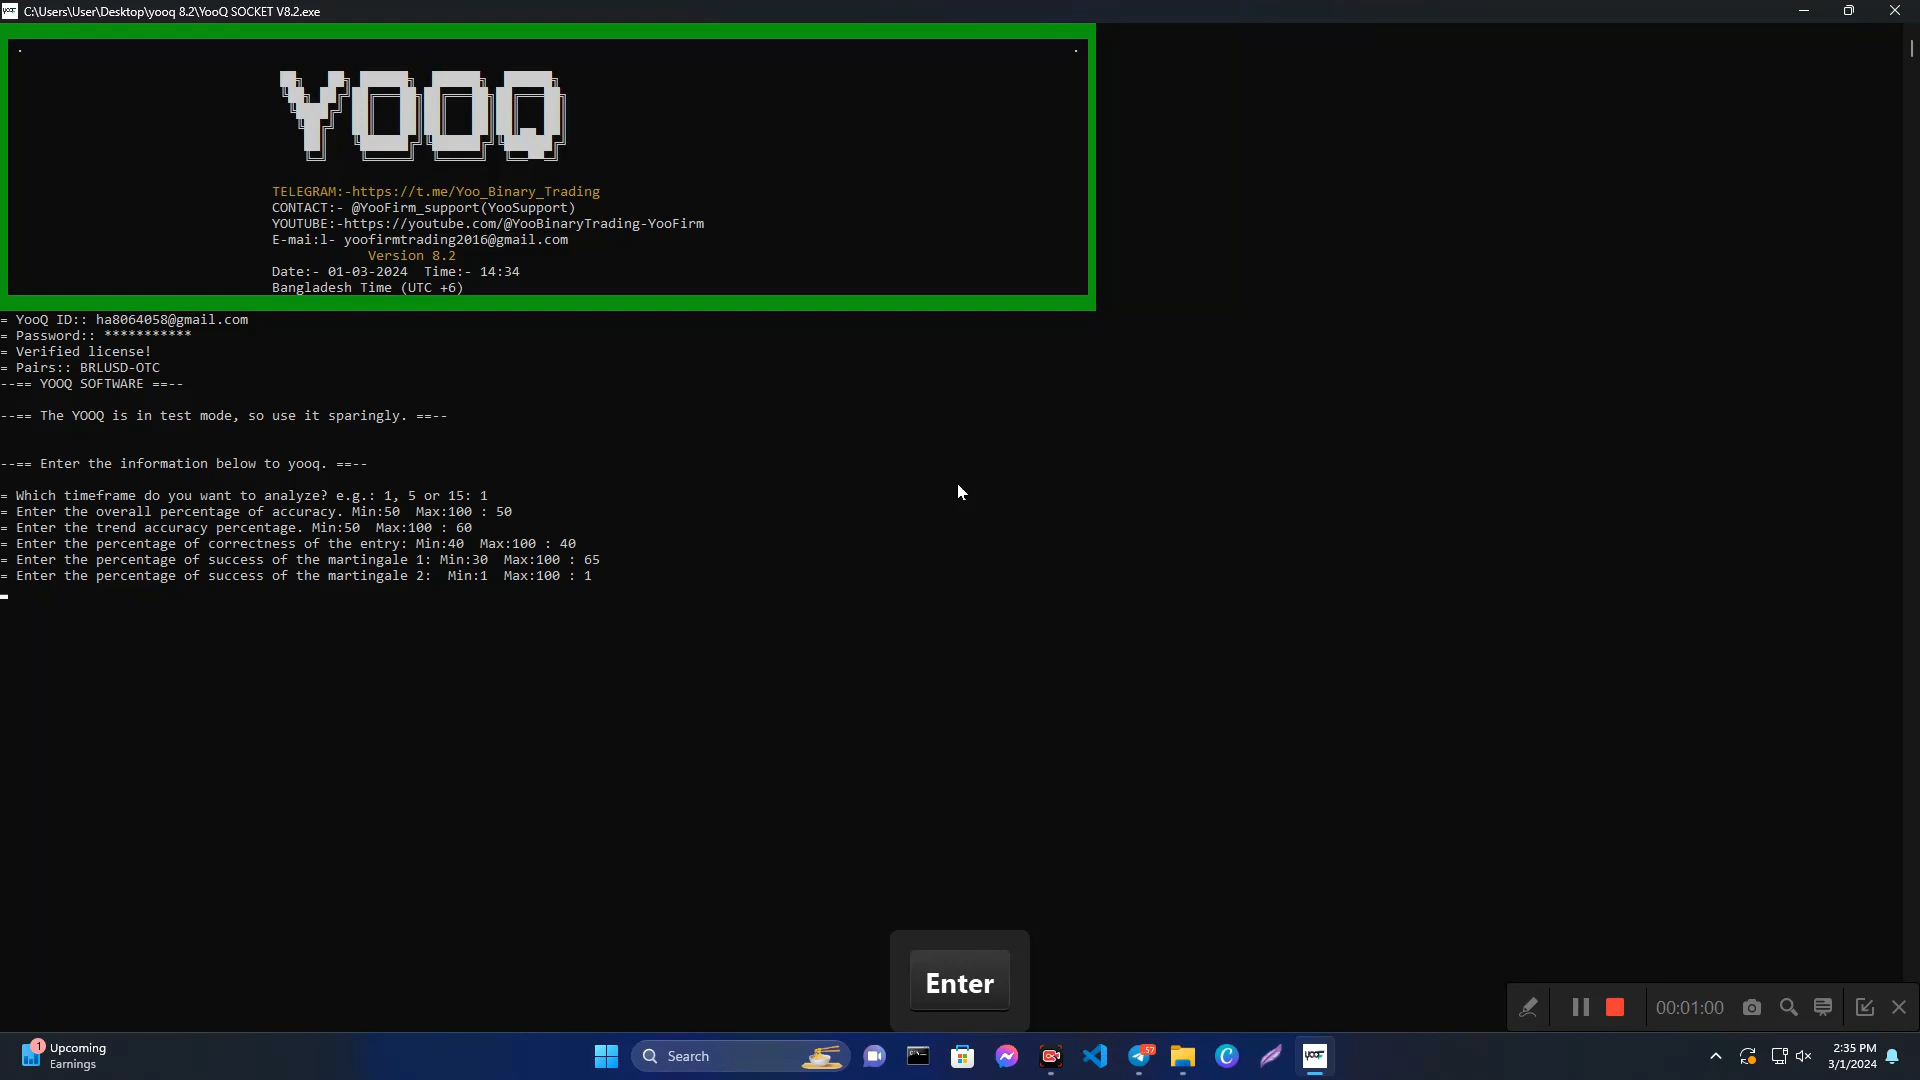 C:\Users\User\Desktop\yooq 8.2\YooQ SOCKET V8.2.exe
.
.
YOOQ
TELEGRAM:-https://t.me/Yoo_Binary_Trading
CONTACT:- @YooFirm_support(YooSupport)
YOUTUBE:-https://youtube.com/@YooBinaryTrading-YooFirm
E-mai:l- yoofirmtrading2016@gmail.com
Version 8.2
Date:- 01-03-2024  Time:- 14:34
Bangladesh Time (UTC +6)
= YooQ ID:: ha8064058@gmail.com
= Password:: ***********
= Verified license!
= Pairs:: BRLUSD-OTC
--== YOOQ SOFTWARE ==--
--== The YOOQ is in test mode, so use it sparingly. ==--
--== Enter the information below to yooq. ==--
= Which timeframe do you want to analyze? e.g.: 1, 5 or 15: 1
= Enter the overall percentage of accuracy. Min:50  Max:100 : 50
= Enter the trend accuracy percentage. Min:50  Max:100 : 60
= Enter the percentage of correctness of the entry: Min:40  Max:100 : 40
= Enter the percentage of success of the martingale 1: Min:30  Max:100 : 65
= Enter the percentage of success of the martingale 2:  Min:1  Max:100 : 1
Enter
00:01:00
1
Upcoming
Earnings
Search
57
2:35 PM
3/1/2024